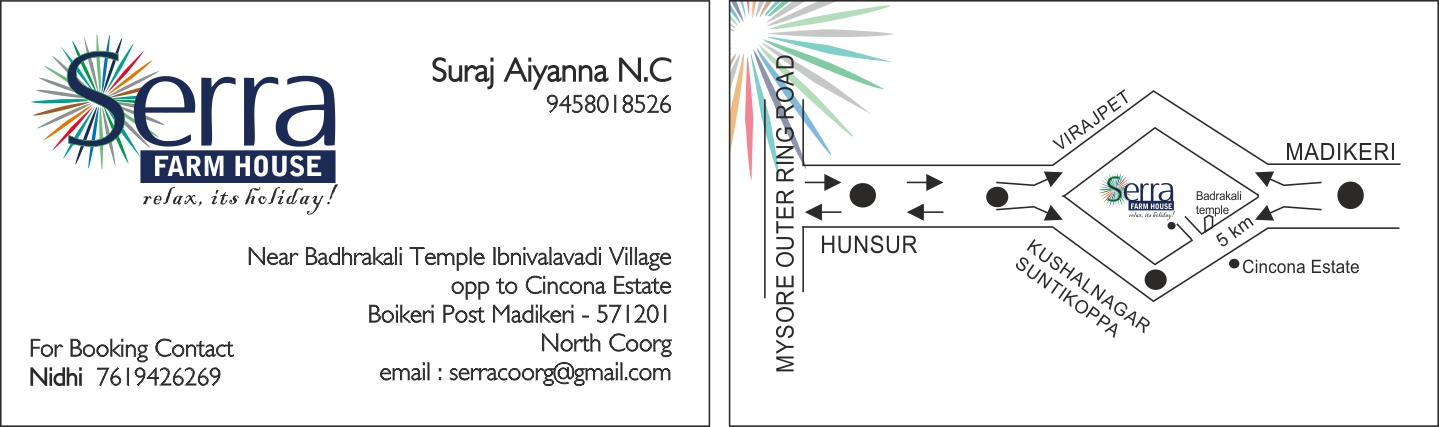 Serra
FARM HOUSE
relax, its holiday!
Suraj Aiyanna N.C
9458018526
Near Badhrakali Temple Ibnivalavadi Village
opp to Cincona Estate
Boikeri Post Madikeri - 571201
North Coorg
email : serracoorg@gmail.com
For Booking Contact
Nidhi 7619426269
MYSORE OUTER RING ROAD
HUNSUR
VIRAJPET
MADIKERI
Serra
FARM HOUSE
relax, its holiday!
Badrakali
temple
5 km
KUSHALNAGAR
SUNTIKOPPA
Cincona Estate